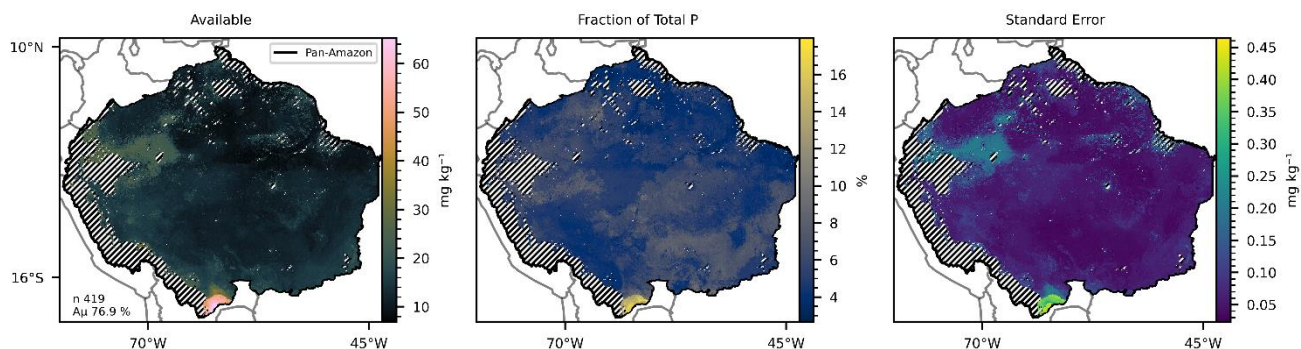 Available
Fraction of Total P
Standard Error
10°N
16°S
Pan-Amazon
n 419
Aμ 76.9 %
70°W
45°W
60
50
40
30
20
10
mg kg⁻¹
70°W
45°W
16
14
12
10
8
6
4
%
70°W
45°W
0.45
0.40
0.35
0.30
0.25
0.20
0.15
0.10
0.05
mg kg⁻¹